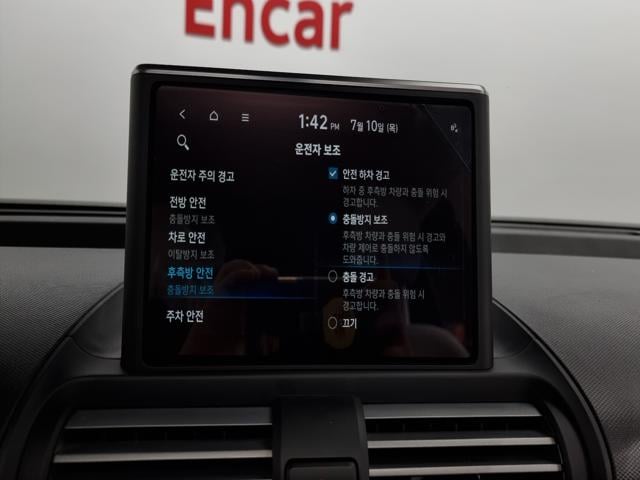 Encar
1:42 PM 7월 10일 (목)
운전자 보조
운전자 주의 경고
전방 안전
충돌방지 보조
차로 안전
이탈방지 보조
후측방 안전
충돌방지 보조
주차 안전
안전 하차 경고
하차 중 후측방 차량과 충돌 위험 시
경고합니다.
충돌방지 보조
후측방 차량과 충돌 위험 시 경고와
차량 제어로 충돌하지 않도록
도와줍니다.
충돌 경고
후측방 차량과 충돌 위험 시
경고합니다.
끄기